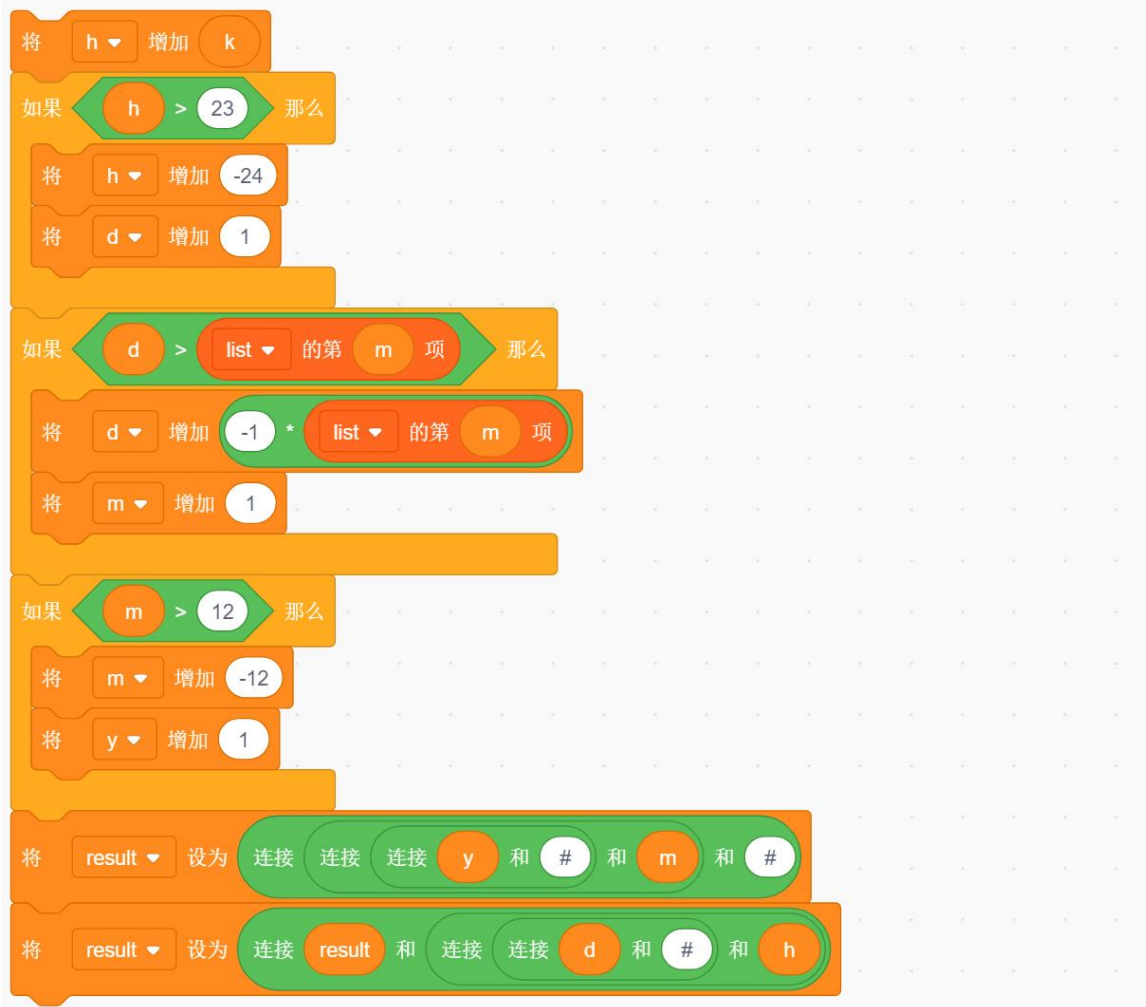 将 h 增加 k
如果 h > 23 那么
将 h 增加 -24
将 d 增加 1
如果 d > list 的第 m 项 那么
将 d 增加 -1 * list 的第 m 项
将 m 增加 1
如果 m > 12 那么
将 m 增加 -12
将 y 增加 1
将 result 设为 连接 连接 连接 y 和 # 和 m 和 #
将 result 设为 连接 result 和 连接 连接 d 和 # 和 h